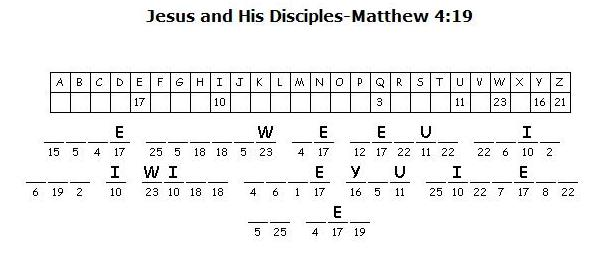 Jesus and His Disciples-Matthew 4:19
A B C D E F G H I J K L M N O P Q R S T U V W X Y Z
17 10 3 11 23 16 21
E W E E U I
15 5 4 17 25 5 18 18 5 23 4 17 12 17 22 11 22 22 6 10 2
I W I E Y U I E
6 19 2 10 23 10 18 18 4 6 1 17 16 5 11 25 10 22 7 17 8 22
E
5 25 4 17 19